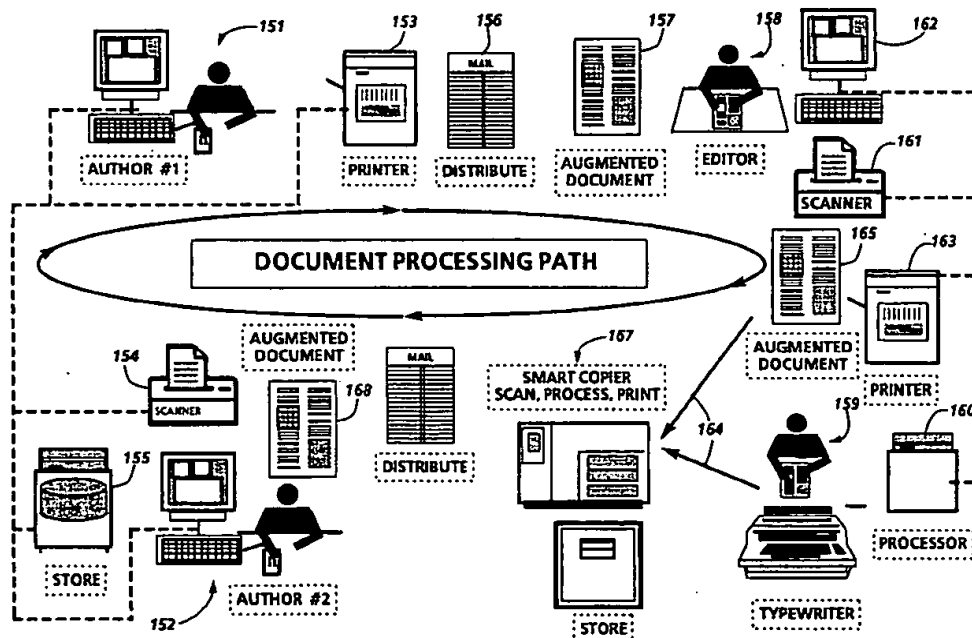 151
153
156
157
158
162
MAIL
AUTHOR #1
PRINTER
DISTRIBUTE
AUGMENTED
DOCUMENT
EDITOR
161
SCANNER
DOCUMENT PROCESSING PATH
165
163
AUGMENTED
DOCUMENT
PRINTER
AUGMENTED
DOCUMENT
154
SCANNER
168
MAIL
DISTRIBUTE
167
SMART COPIER
SCAN, PROCESS, PRINT
164
159
160
155
STORE
152
AUTHOR #2
STORE
TYPEWRITER
PROCESSOR